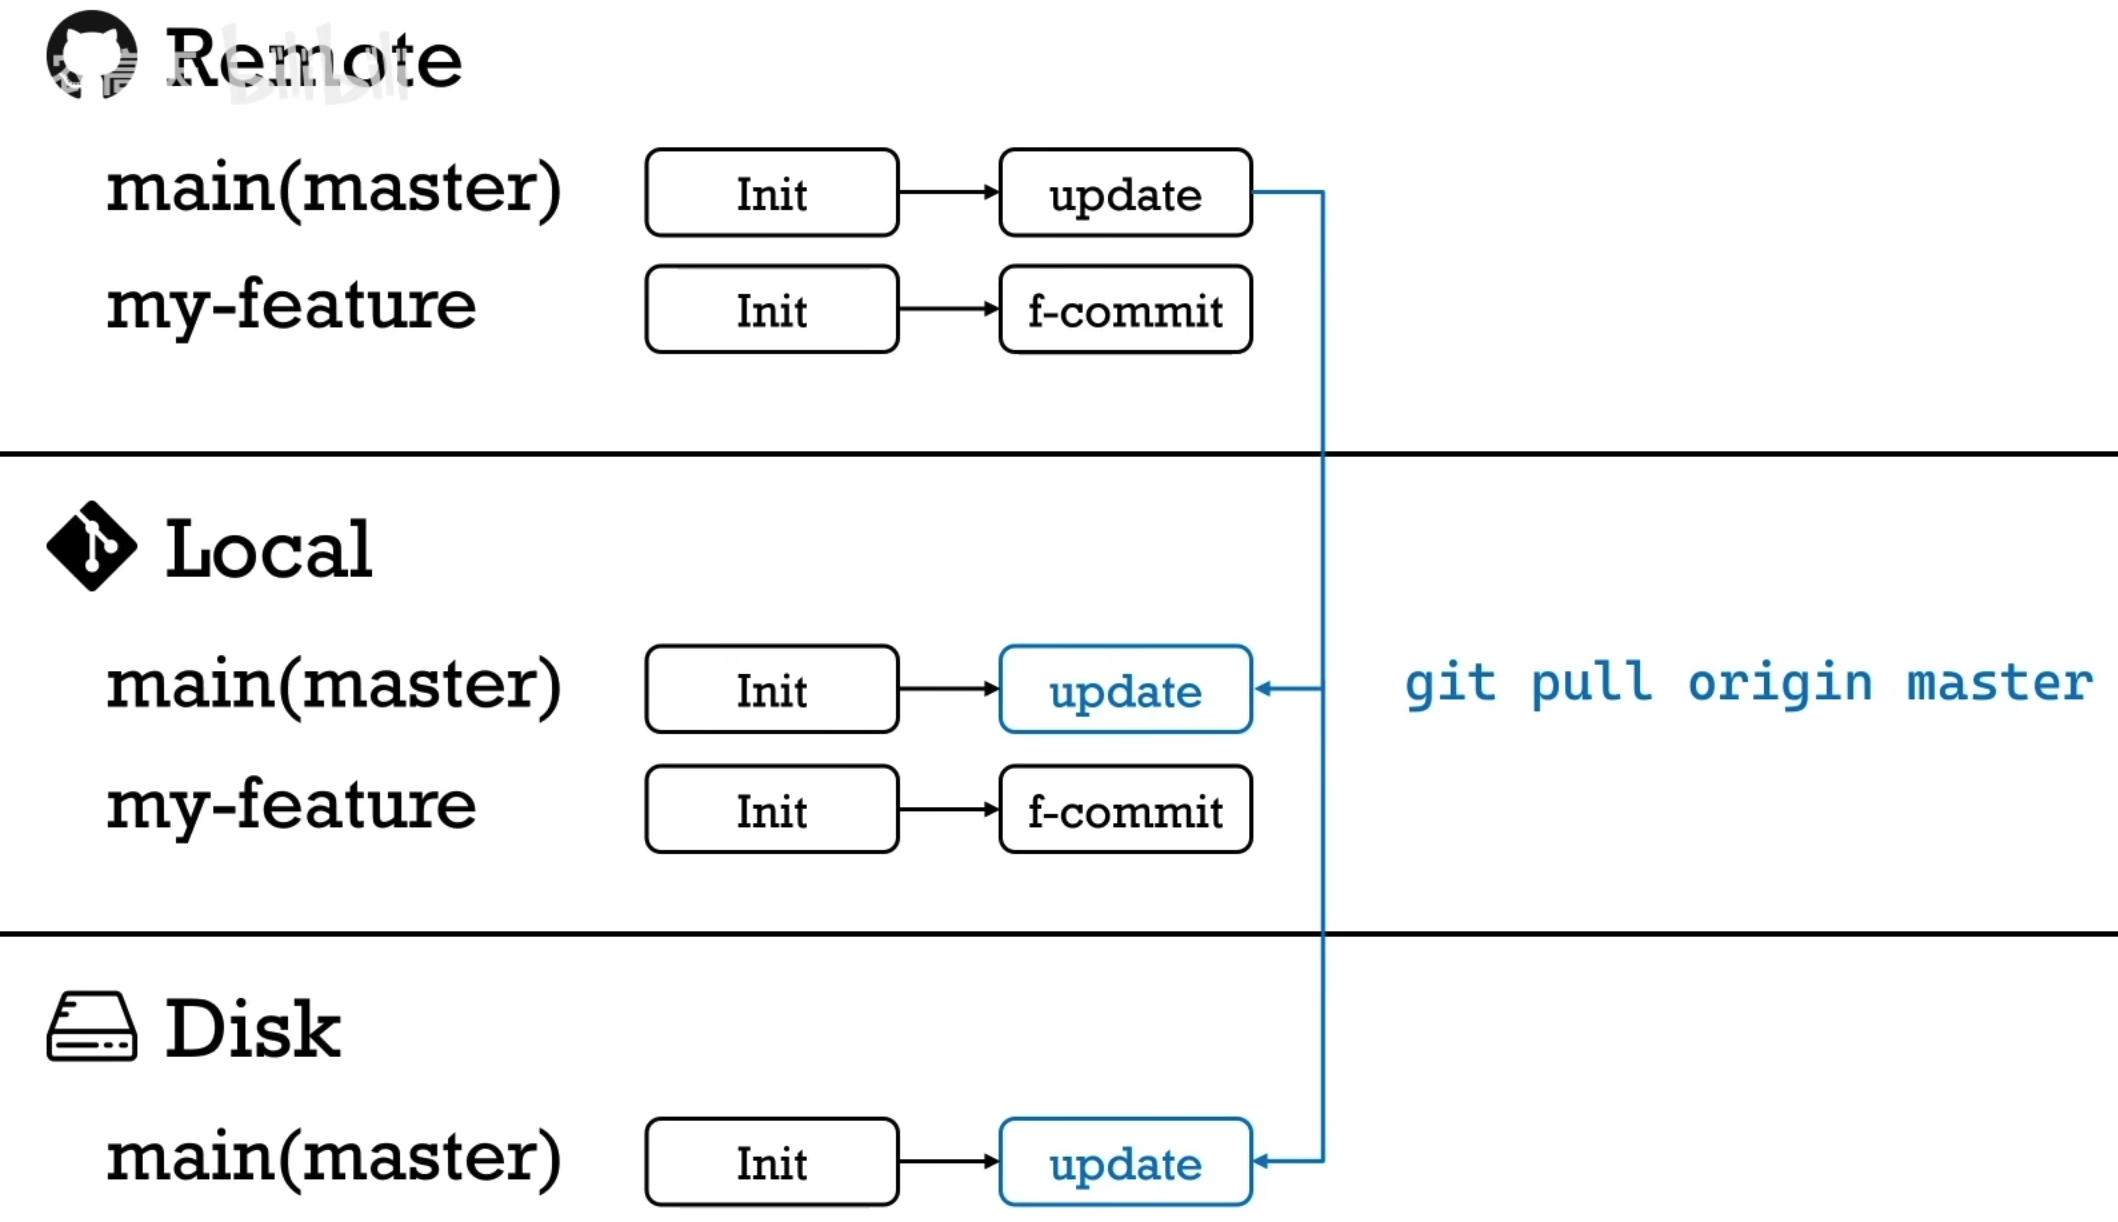 Remote
main(master) Init update
my-feature Init f-commit
Local
main(master) Init update git pull origin master
my-feature Init f-commit
Disk
main(master) Init update